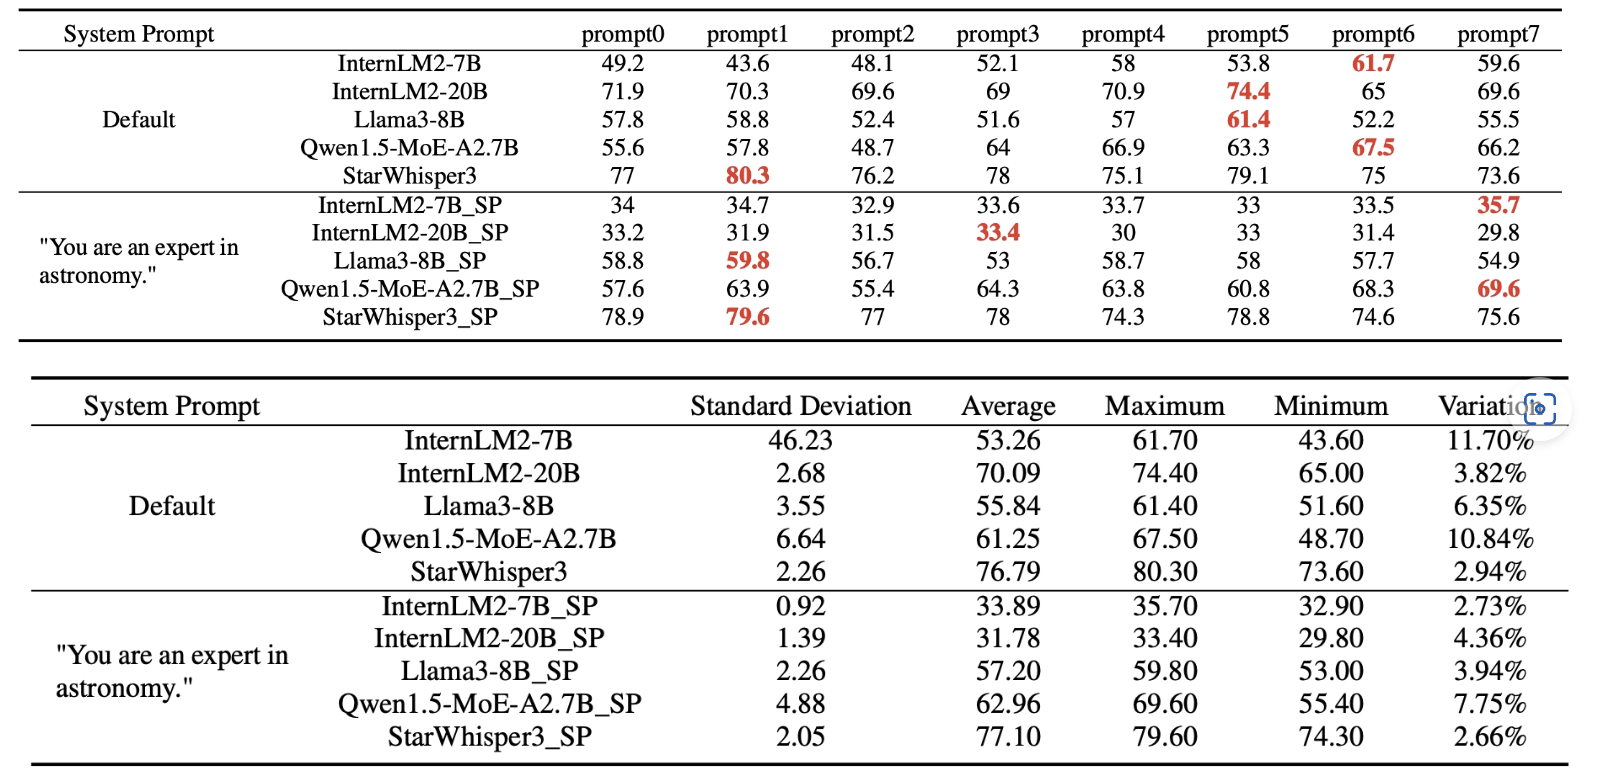 System Prompt prompt0 prompt1 prompt2 prompt3 prompt4 prompt5 prompt6 prompt7
InternLM2-7B 49.2 43.6 48.1 52.1 58 53.8 61.7 59.6
InternLM2-20B 71.9 70.3 69.6 69 70.9 74.4 65 69.6
Default Llama3-8B 57.8 58.8 52.4 51.6 57 61.4 52.2 55.5
Qwen1.5-MoE-A2.7B 55.6 57.8 48.7 64 66.9 63.3 67.5 66.2
StarWhisper3 77 80.3 76.2 78 75.1 79.1 75 73.6
InternLM2-7B_SP 34 34.7 32.9 33.6 33.7 33 33.5 35.7
InternLM2-20B_SP 33.2 31.9 31.5 33.4 30 33 31.4 29.8
"You are an expert in
astronomy."
Llama3-8B_SP 58.8 59.8 56.7 53 58.7 58 57.7 54.9
Qwen1.5-MoE-A2.7B_SP 57.6 63.9 55.4 64.3 63.8 60.8 68.3 69.6
StarWhisper3_SP 78.9 79.6 77 78 74.3 78.8 74.6 75.6
System Prompt Standard Deviation Average Maximum Minimum Variation
InternLM2-7B 46.23 53.26 61.70 43.60 11.70%
InternLM2-20B 2.68 70.09 74.40 65.00 3.82%
Default Llama3-8B 3.55 55.84 61.40 51.60 6.35%
Qwen1.5-MoE-A2.7B 6.64 61.25 67.50 48.70 10.84%
StarWhisper3 2.26 76.79 80.30 73.60 2.94%
InternLM2-7B_SP 0.92 33.89 35.70 32.90 2.73%
InternLM2-20B_SP 1.39 31.78 33.40 29.80 4.36%
"You are an expert in
astronomy."
Llama3-8B_SP 2.26 57.20 59.80 53.00 3.94%
Qwen1.5-MoE-A2.7B_SP 4.88 62.96 69.60 55.40 7.75%
StarWhisper3_SP 2.05 77.10 79.60 74.30 2.66%